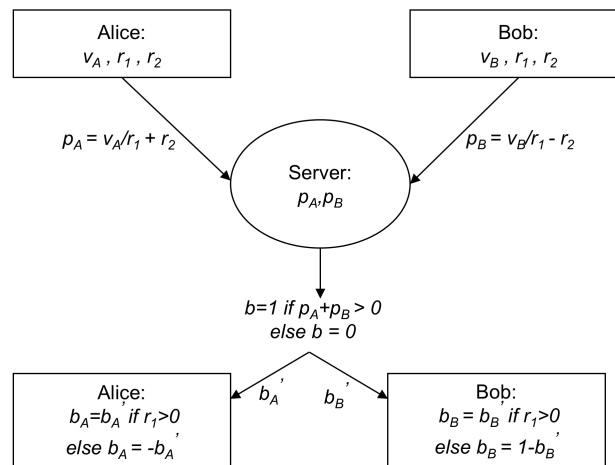 Alice:
v_A , r_1 , r_2
Bob:
v_B , r_1, r_2
p_A = v_A/r_1 + r_2
p_B = v_B/r_1 - r_2
Server:
p_A,p_B
b=1 if p_A+p_B > 0
else b = 0
b_A'
b_B'
Alice:
b_A=b_A' if r_1>0
else b_A = -b_A'
Bob:
b_B = b_B' if r_1>0
else b_B = 1-b_B'